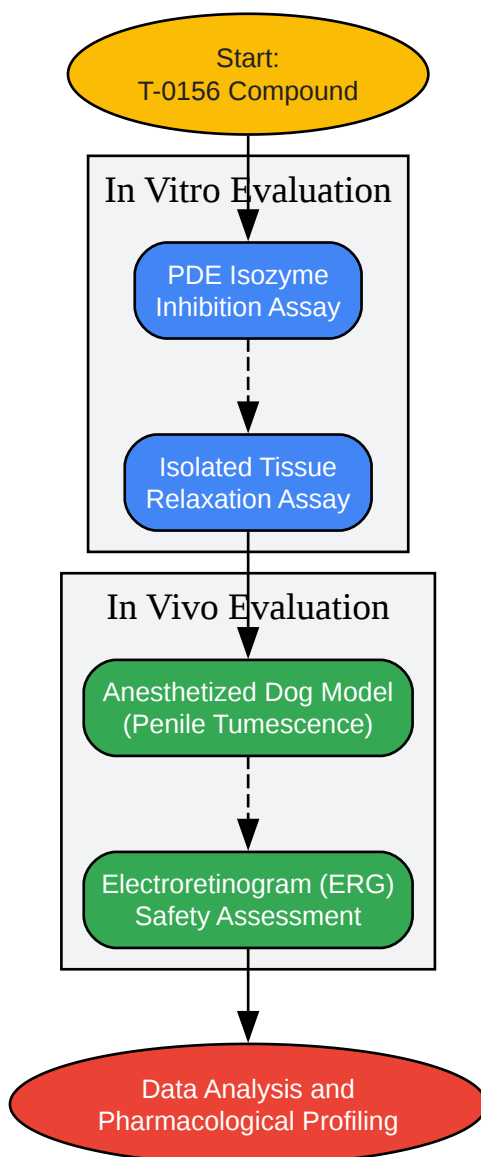 Start:
T-0156 Compound
In Vitro Evaluation
PDE Isozyme
Inhibition Assay
Isolated Tissue
Relaxation Assay
In Vivo Evaluation
Anesthetized Dog Model
(Penile Tumescence)
Electroretinogram (ERG)
Safety Assessment
Data Analysis and
Pharmacological Profiling